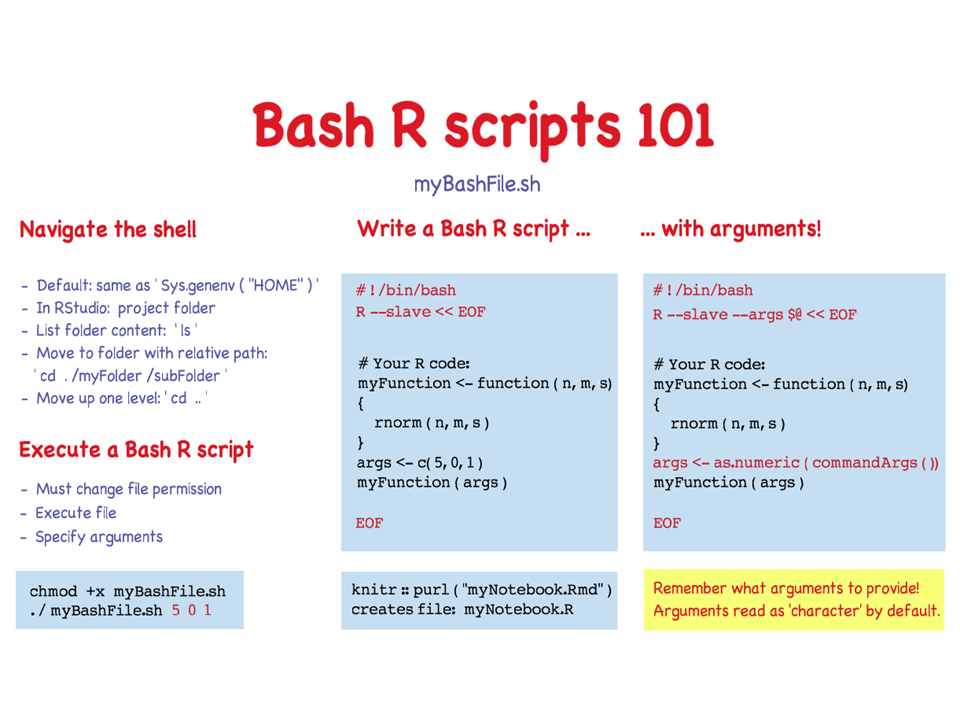 Bash R scripts 101
myBashFile.sh
Navigate the shell
- Default: same as ' Sys.genenv ( "HOME" ) '
- In RStudio: project folder
- List folder content: ' ls '
- Move to folder with relative path:
' cd . /myFolder /subFolder '
- Move up one level: ' cd .. '
Execute a Bash R script
- Must change file permission
- Execute file
- Specify arguments
chmod +x myBashFile.sh
. / myBashFile.sh 5 0 1
Write a Bash R script ...
# ! /bin/bash
R --slave << EOF
# Your R code:
myFunction <- function ( n, m, s)
{
rnorm ( n, m, s )
}
args <- c( 5, 0, 1 )
myFunction ( args )
EOF
knitr :: purl ( "myNotebook.Rmd" )
creates file: myNotebook.R
... with arguments!
# ! /bin/bash
R --slave --args $@ << EOF
# Your R code:
myFunction <- function ( n, m, s)
{
rnorm ( n, m, s )
}
args <- as.numeric ( commandArgs ( ))
myFunction ( args )
EOF
Remember what arguments to provide!
Arguments read as 'character' by default.